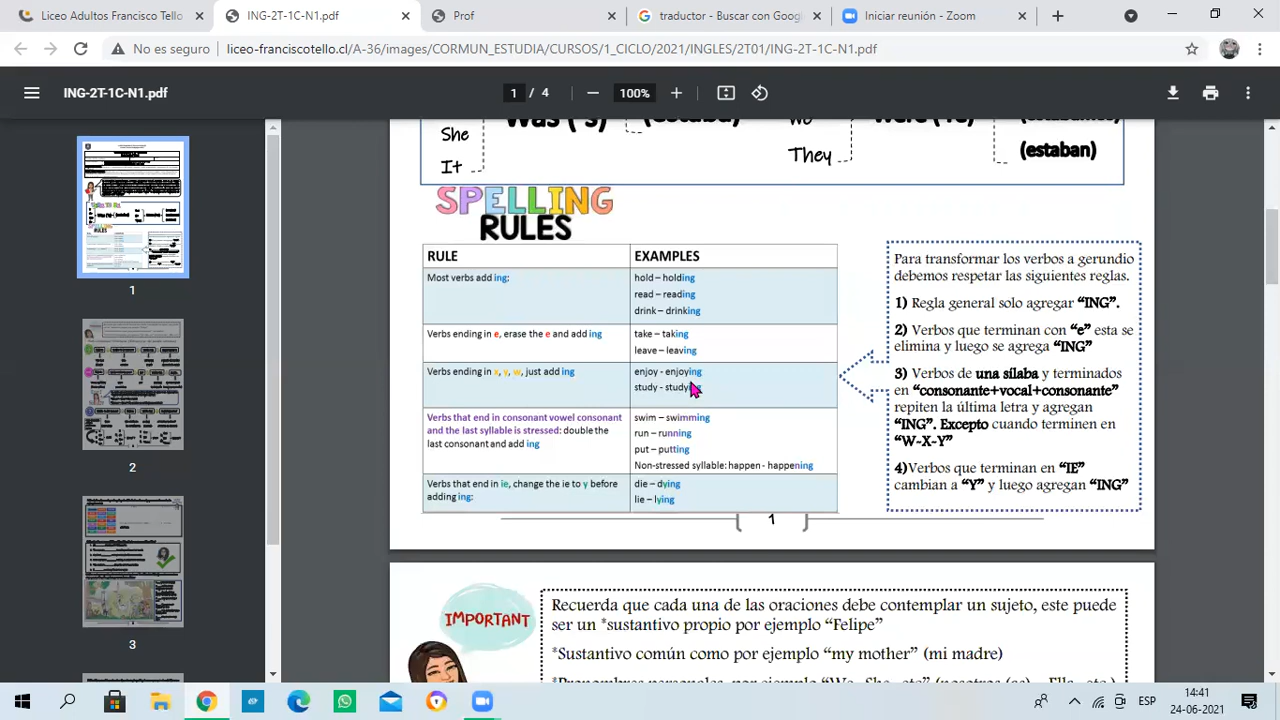 Liceo Adultos Francisco Tello
ING-2T-1C-N1.pdf
Prof
traductor - Buscar con Goog
Iniciar reunión - Zoom
No es seguro
liceo-franciscotello.cl/A-36/images/CORMUN_ESTUDIA/CURSOS/1_CICLO/2021/INGLES/2T01/ING-2T-1C-N1.pdf
ING-2T-1C-N1.pdf
1 / 4
100%
She
It
They
(estaban)
SPELLING
RULES
RULE
EXAMPLES
Most verbs add ing:
hold – holding
read – reading
drink – drinking
Verbs ending in e, erase the e and add ing
take – taking
leave – leaving
Verbs ending in x, y, w, just add ing
enjoy - enjoying
study - studying
Verbs that end in consonant vowel consonant
and the last syllable is stressed: double the
last consonant and add ing
swim – swimming
run – running
put – putting
Non-stressed syllable: happen - happening
Verbs that end in ie, change the ie to y before
adding ing:
die – dying
lie – lying
Para transformar los verbos a gerundio
debemos respetar las siguientes reglas.
1) Regla general solo agregar “ING”.
2) Verbos que terminan con “e” esta se
elimina y luego se agrega “ING”
3) Verbos de una sílaba y terminados
en “consonante+vocal+consonante”
repiten la última letra y agregan
“ING”. Excepto cuando terminen en
“W-X-Y”
4)Verbos que terminan en “IE”
cambian a “Y” y luego agregan “ING”
1
IMPORTANT
Recuerda que cada una de las oraciones debe contemplar un sujeto, este puede
ser un *sustantivo propio por ejemplo “Felipe”
*Sustantivo común como por ejemplo “my mother” (mi madre)
1
2
3
ESP
14:41
24-06-2021